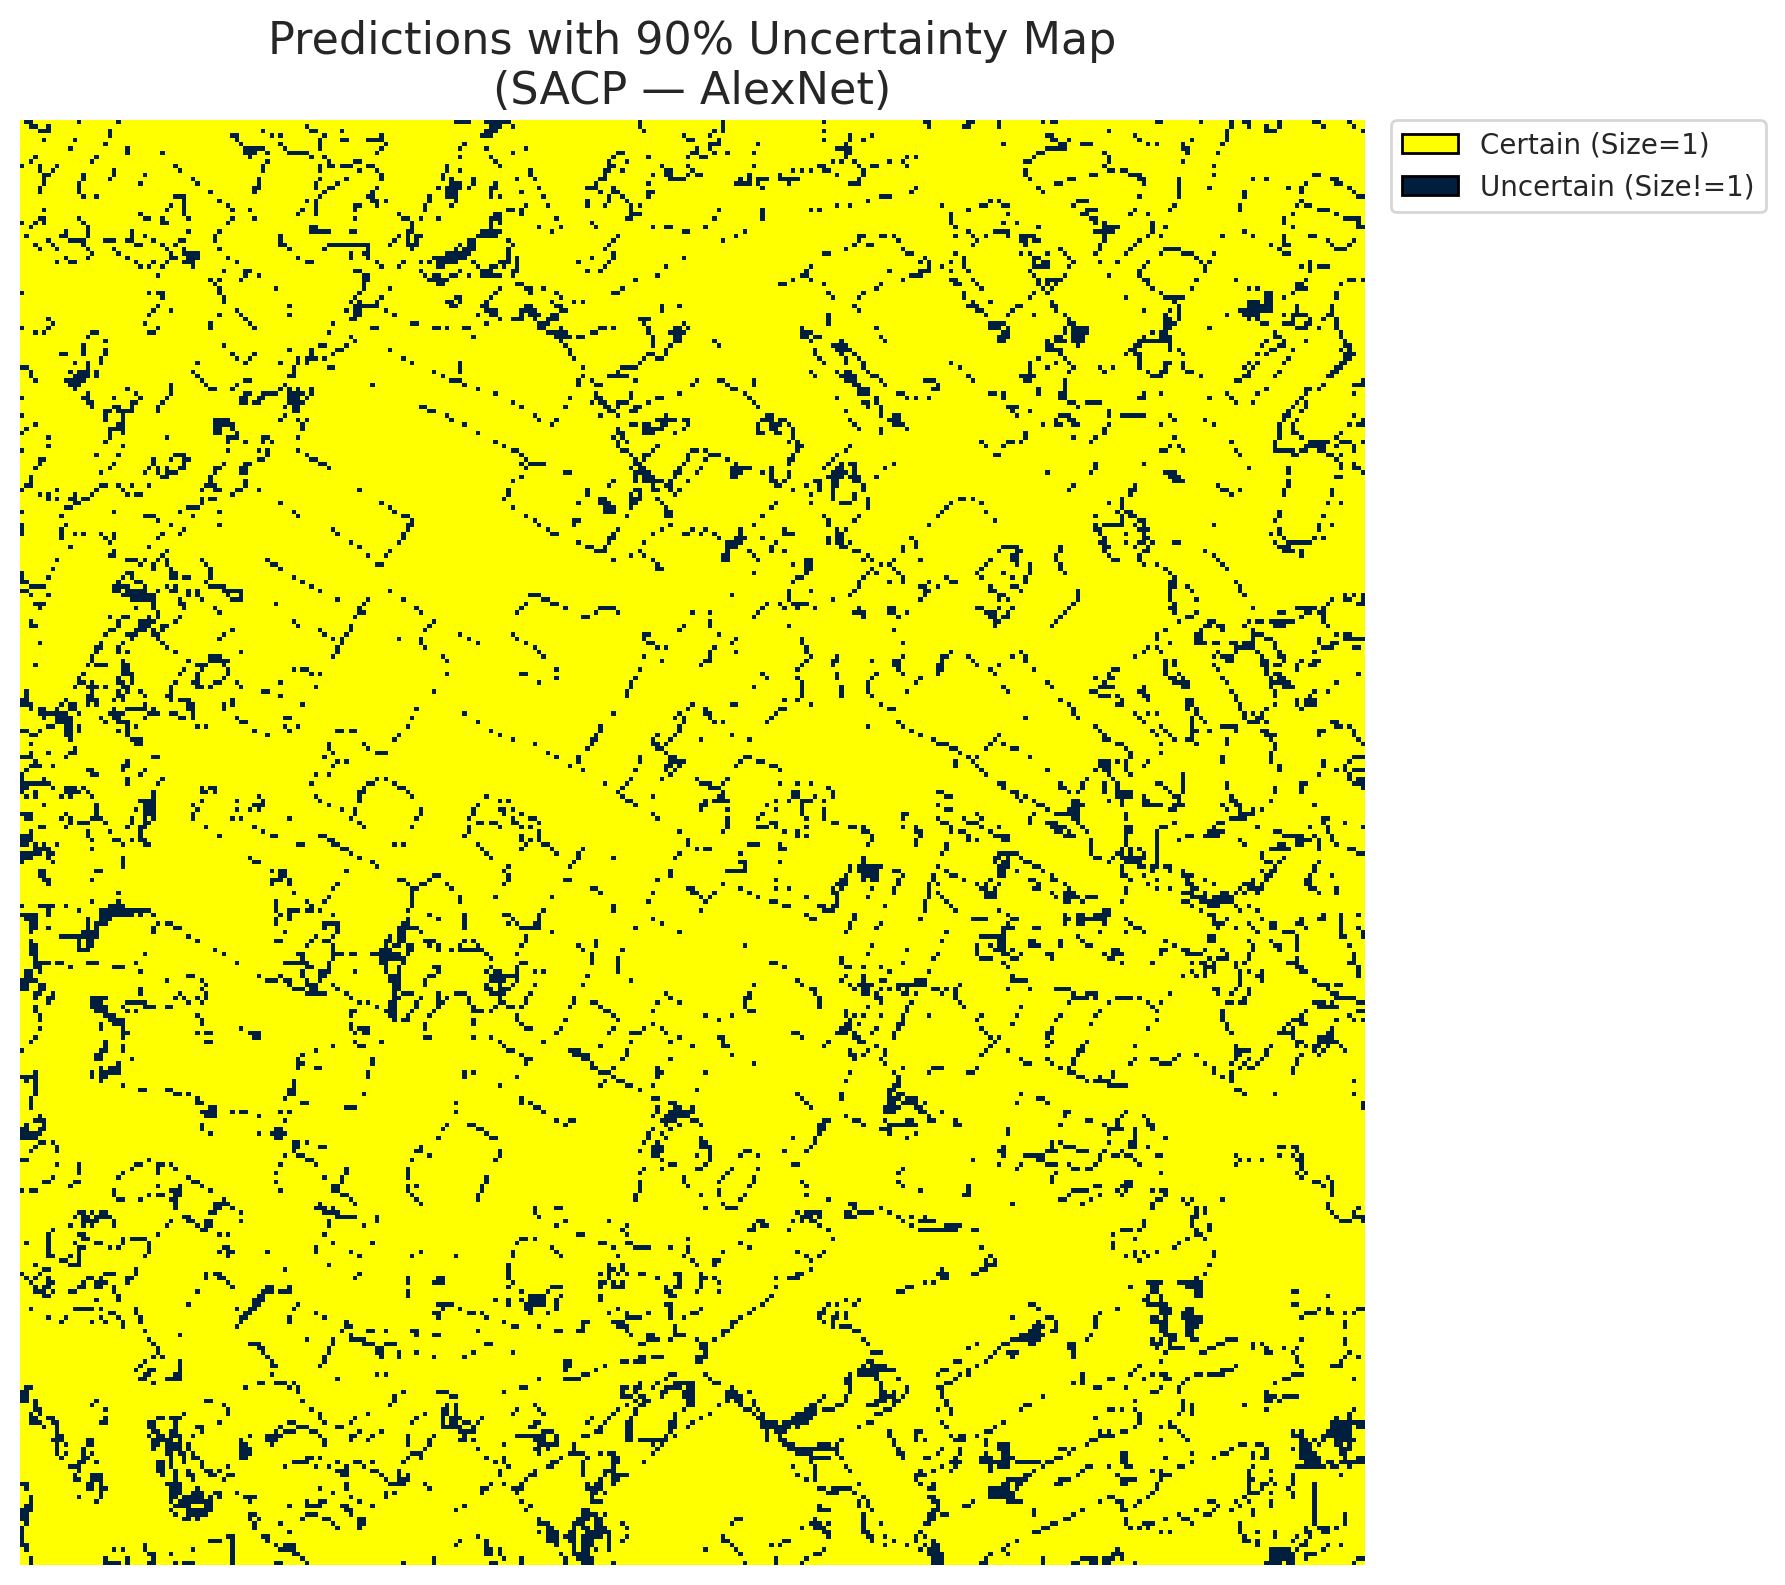 Predictions with 90% Uncertainty Map
(SACP — AlexNet)
Certain (Size=1)
Uncertain (Size!=1)